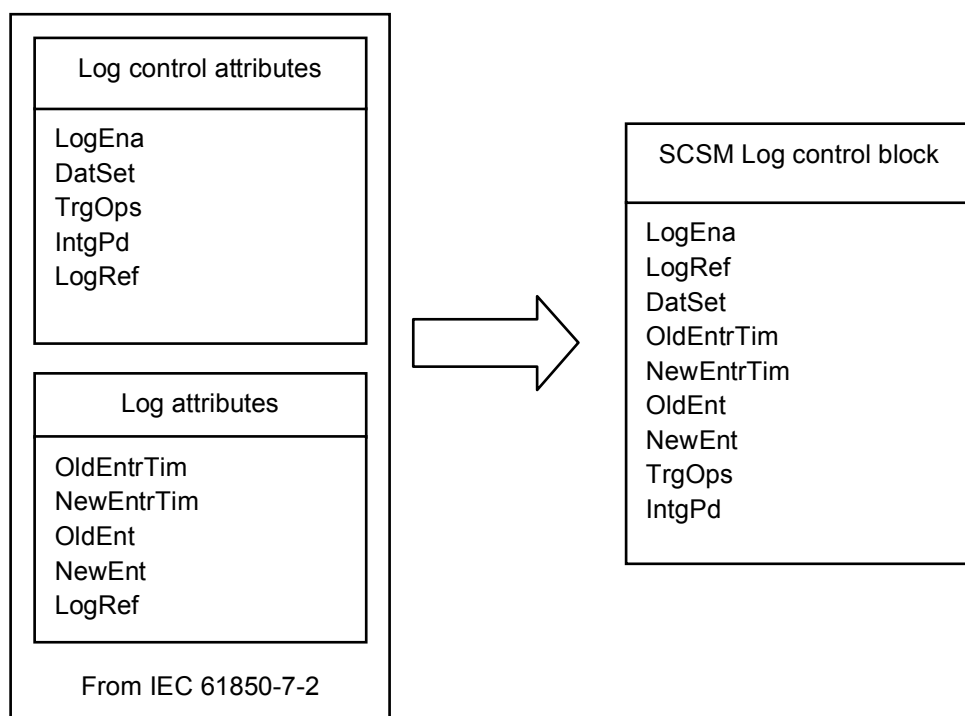 Log control attributes
LogEna
DatSet
TrgOps
IntgPd
LogRef
Log attributes
OldEntrTim
NewEntrTim
OldEnt
NewEnt
LogRef
From IEC 61850-7-2
SCSM Log control block
LogEna
LogRef
DatSet
OldEntrTim
NewEntrTim
OldEnt
NewEnt
TrgOps
IntgPd